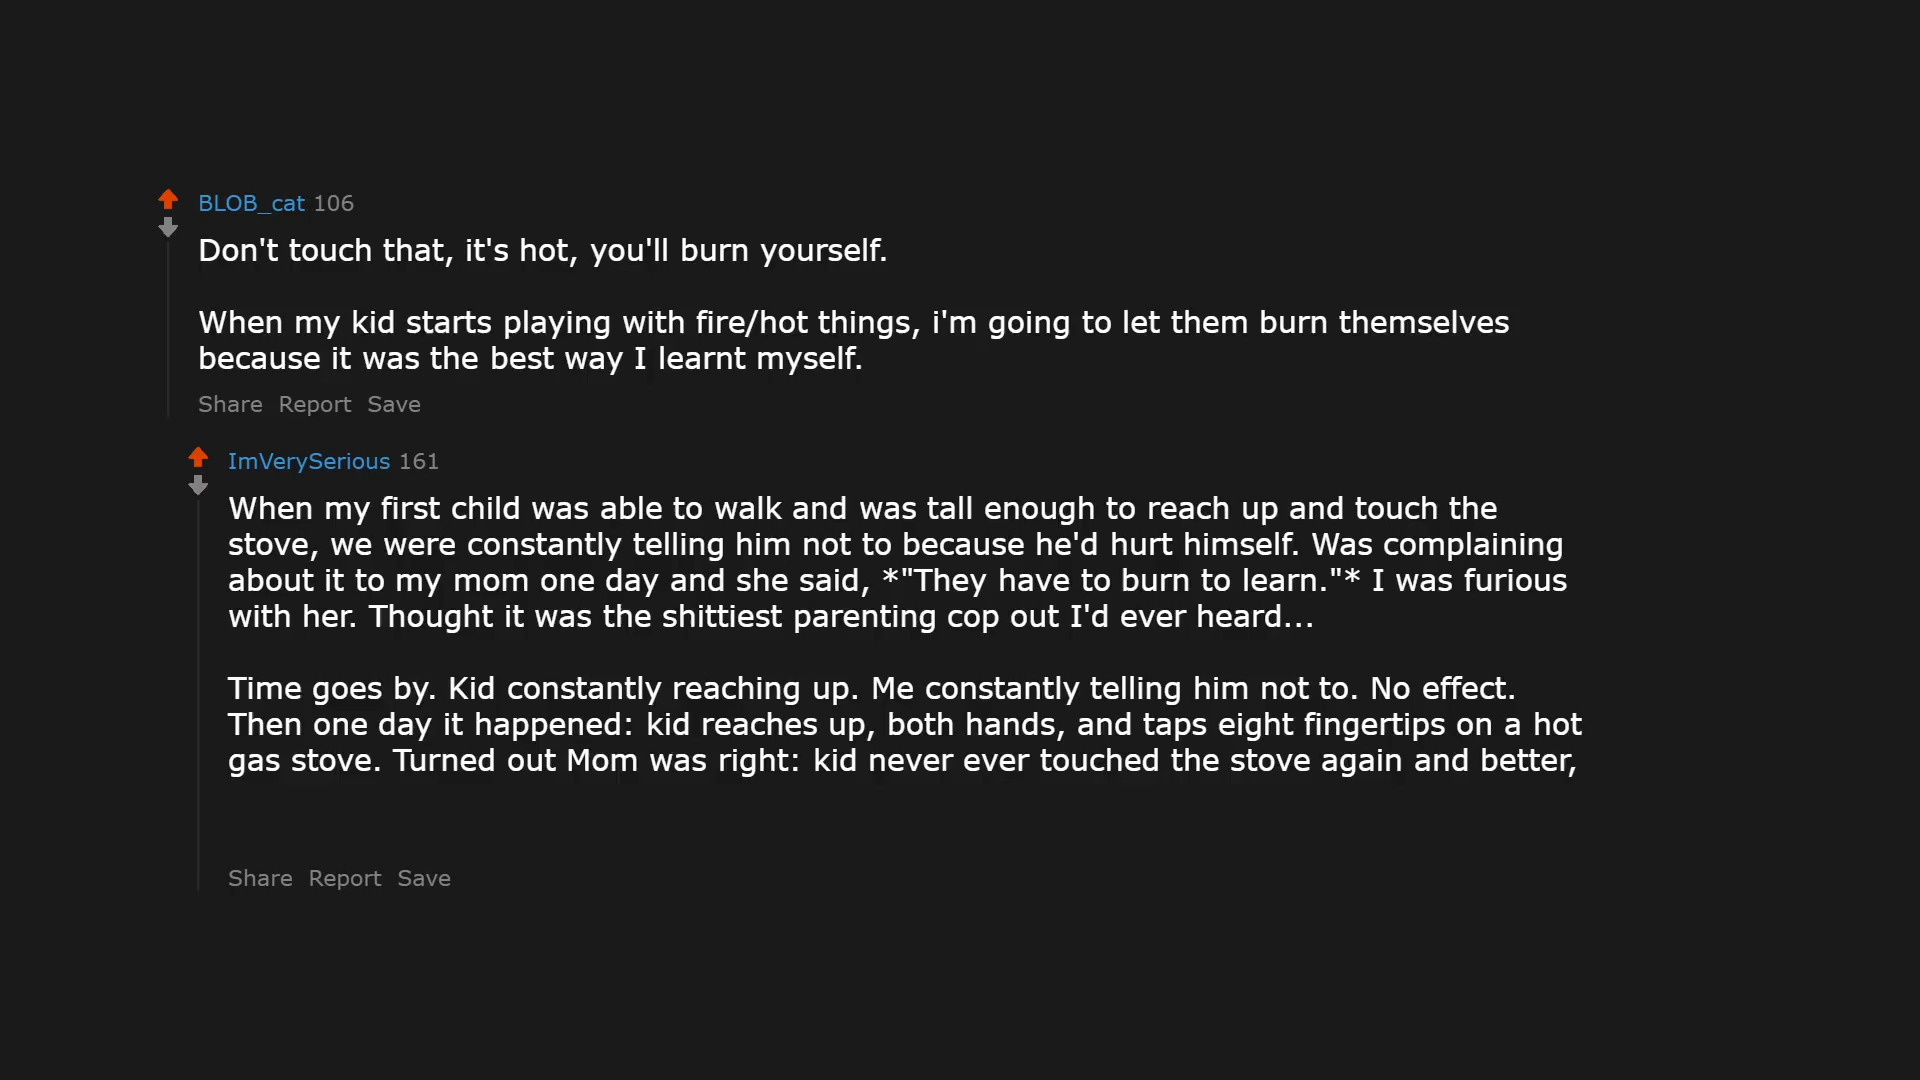 BLOB_cat 106
Don't touch that, it's hot, you'll burn yourself.
When my kid starts playing with fire/hot things, i'm going to let them burn themselves
because it was the best way I learnt myself.
Share Report Save
ImVerySerious 161
When my first child was able to walk and was tall enough to reach up and touch the
stove, we were constantly telling him not to because he'd hurt himself. Was complaining
about it to my mom one day and she said, *"They have to burn to learn."* I was furious
with her. Thought it was the shittiest parenting cop out I'd ever heard...
Time goes by. Kid constantly reaching up. Me constantly telling him not to. No effect.
Then one day it happened: kid reaches up, both hands, and taps eight fingertips on a hot
gas stove. Turned out Mom was right: kid never ever touched the stove again and better,
Share Report Save